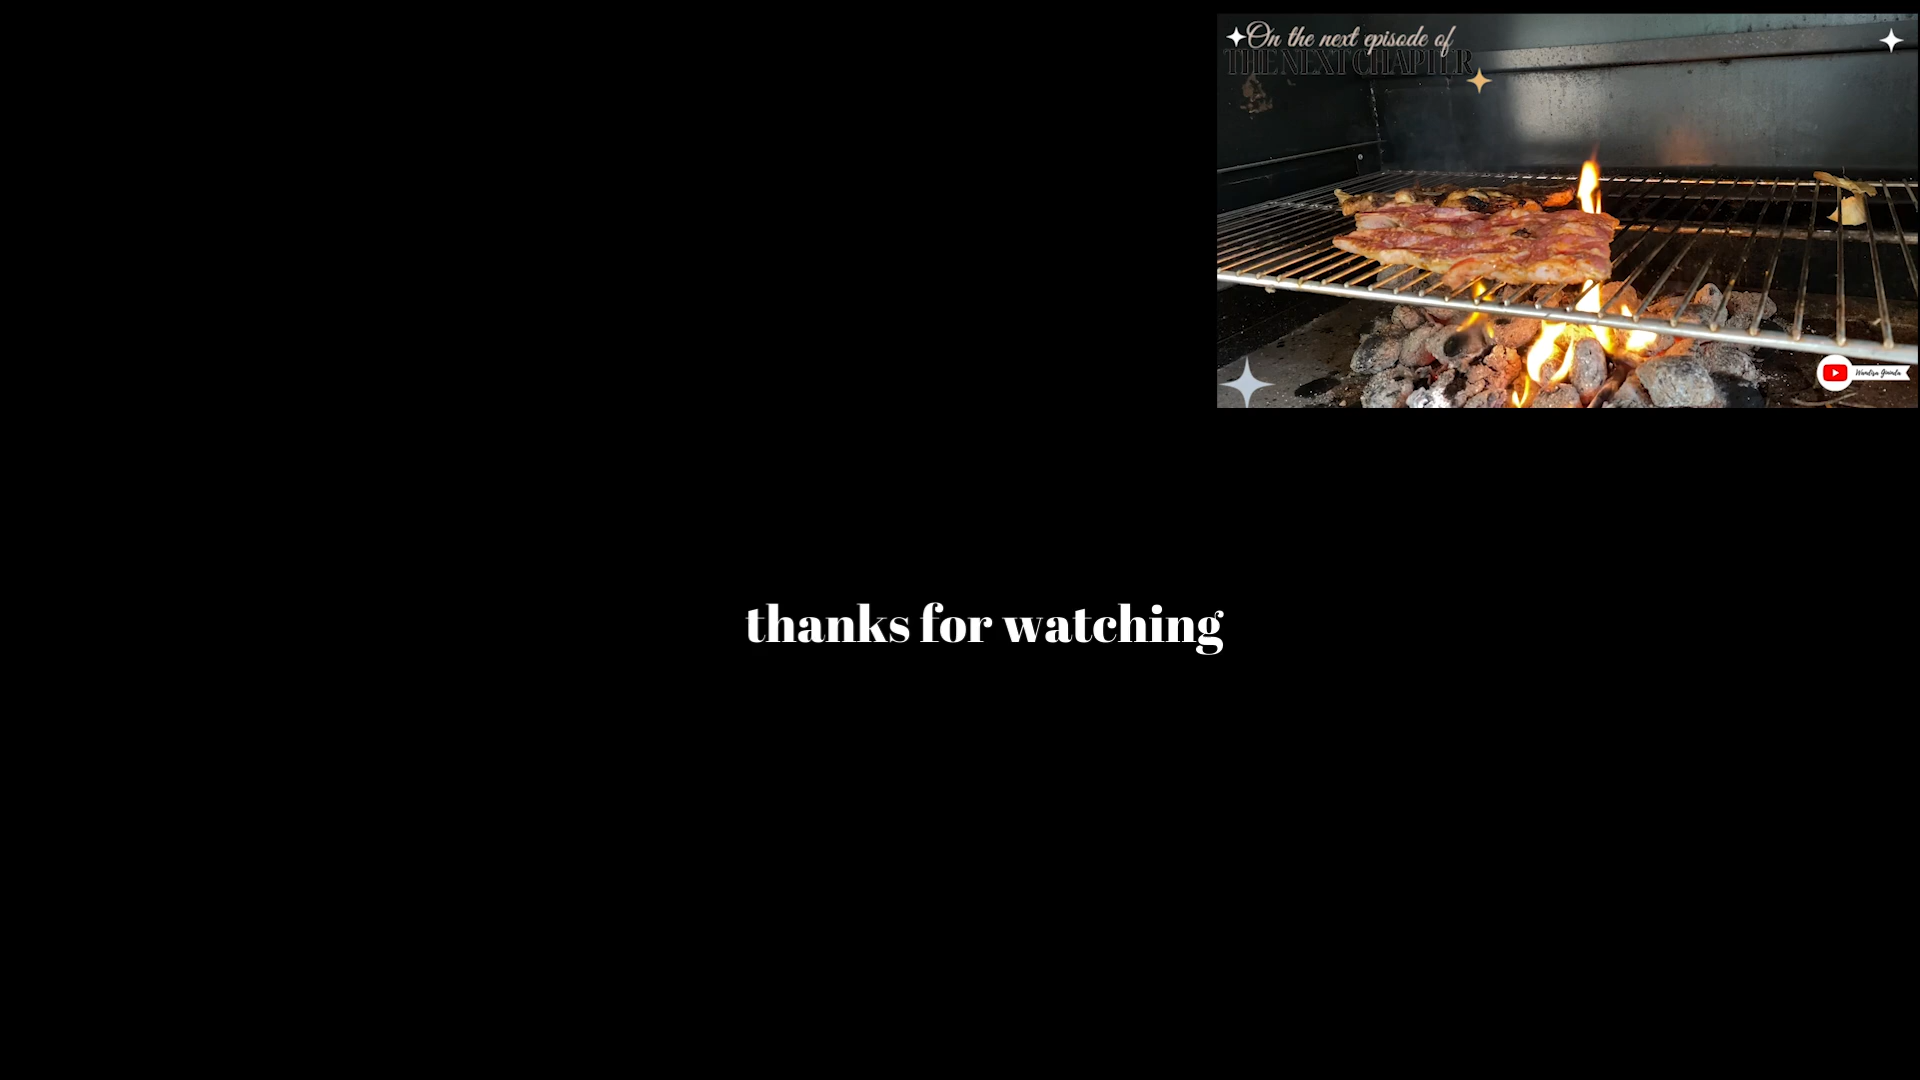 On the next episode of
THE NEXT CHAPTER
thanks for watching